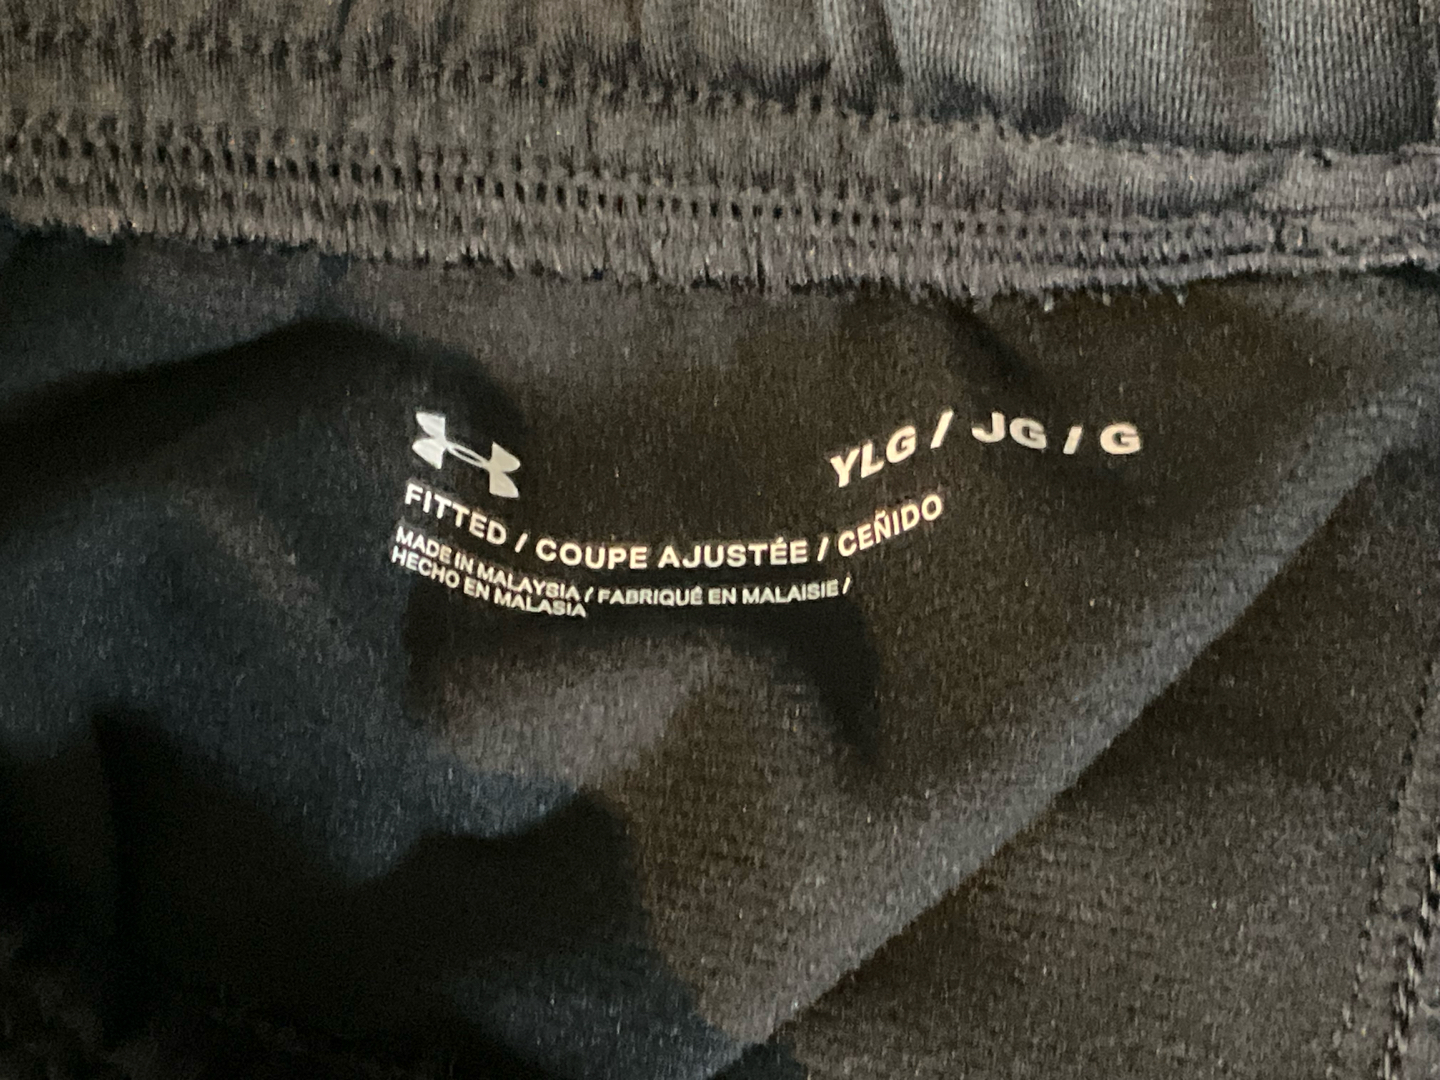 YLG / JG / G
FITTED / COUPE AJUSTÉE / CEÑIDO
MADE IN MALAYSIA / FABRIQUÉ EN MALAISIE /
HECHO EN MALASIA